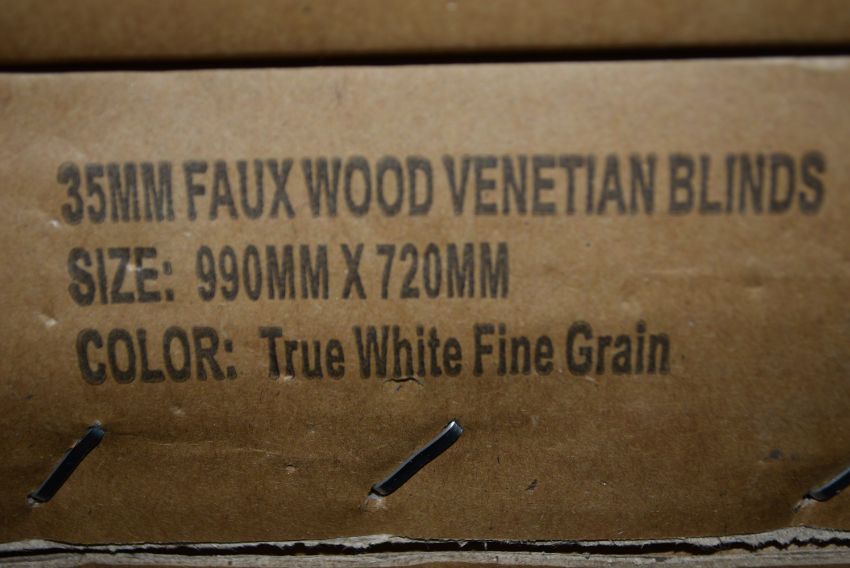 35MM FAUX WOOD VENETIAN BLINDS
SIZE: 990MM X 720MM
COLOR: True White Fine Grain